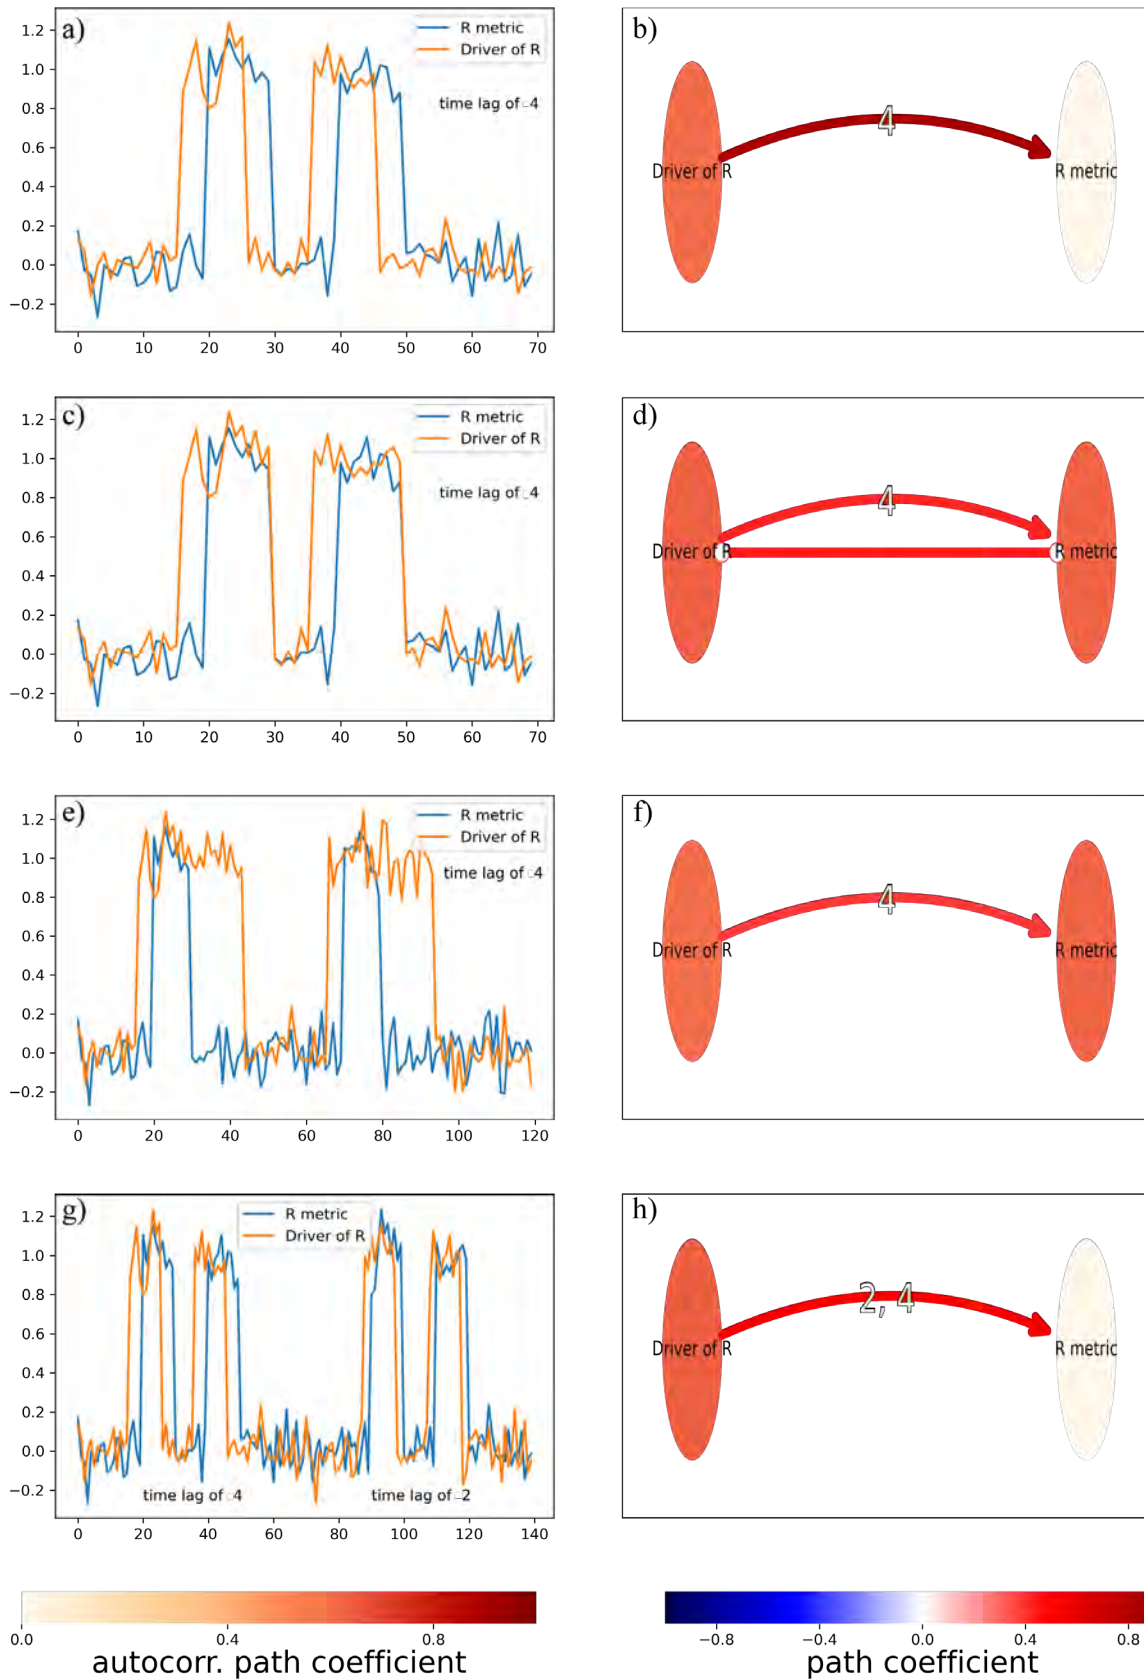 a)
R metric
Driver of R
time lag of -4
1.2
1.0
0.8
0.6
0.4
0.2
0.0
−0.2
0 10 20 30 40 50 60 70
b)
4
Driver of R
R metric
c)
R metric
Driver of R
time lag of -4
1.2
1.0
0.8
0.6
0.4
0.2
0.0
−0.2
0 10 20 30 40 50 60 70
d)
4
Driver of R
R metric
e)
R metric
Driver of R
time lag of -4
1.2
1.0
0.8
0.6
0.4
0.2
0.0
−0.2
0 20 40 60 80 100 120
f)
4
Driver of R
R metric
g)
R metric
Driver of R
1.2
1.0
0.8
0.6
0.4
0.2
0.0
−0.2
time lag of -4
time lag of -2
0 20 40 60 80 100 120 140
h)
2, 4
Driver of R
R metric
0.0 0.4 0.8
autocorr. path coefficient
−0.8 −0.4 0.0 0.4 0.8
path coefficient